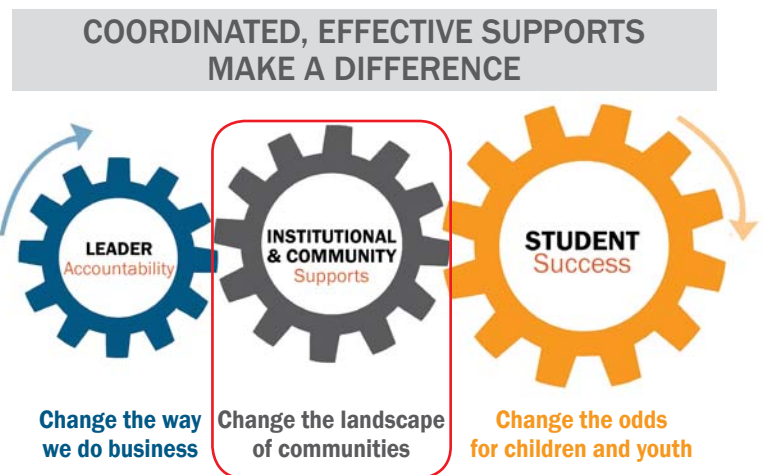 COORDINATED, EFFECTIVE SUPPORTS
MAKE A DIFFERENCE
LEADER
Accountability
INSTITUTIONAL
& COMMUNITY
Supports
STUDENT
Success
Change the way
we do business
Change the landscape
of communities
Change the odds
for children and youth